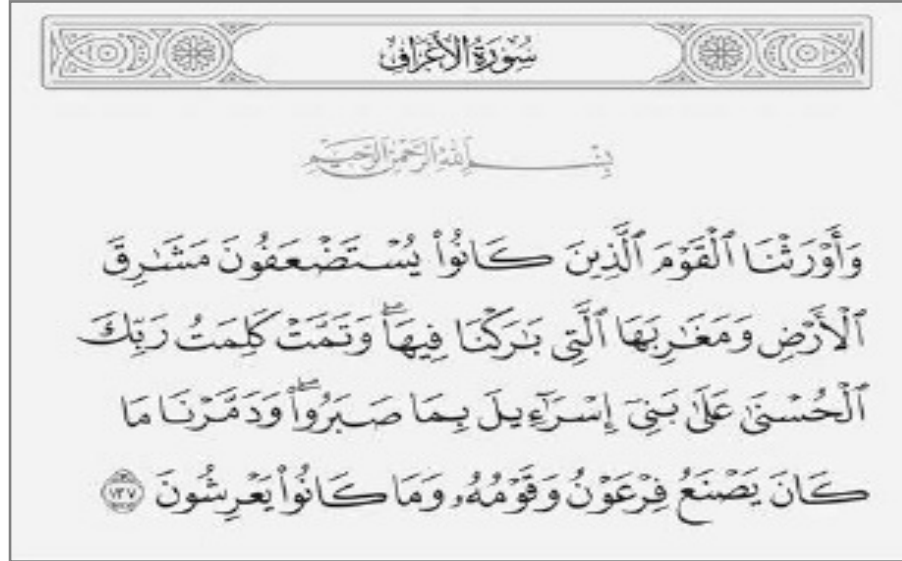 سُورَةُ الأَعْرَافِ
بِسْمِ ٱللَّهِ ٱلرَّحْمَٰنِ ٱلرَّحِيمِ
وَأَوْرَثْنَا ٱلْقَوْمَ ٱلَّذِينَ كَانُوا۟ يُسْتَضْعَفُونَ مَشَٰرِقَ
ٱلْأَرْضِ وَمَغَٰرِبَهَا ٱلَّتِى بَٰرَكْنَا فِيهَا ۖ وَتَمَّتْ كَلِمَتُ رَبِّكَ
ٱلْحُسْنَىٰ عَلَىٰ بَنِىٓ إِسْرَٰٓءِيلَ بِمَا صَبَرُوا۟ ۖ وَدَمَّرْنَا مَا
كَانَ يَصْنَعُ فِرْعَوْنُ وَقَوْمُهُۥ وَمَا كَانُوا۟ يَعْرِشُونَ ١٣٧